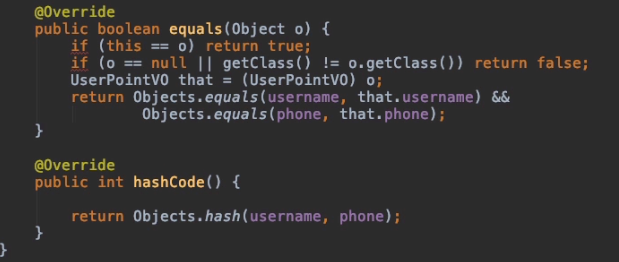 @Override
public boolean equals(Object o) {
if (this == o) return true;
if (o == null || getClass() != o.getClass()) return false;
UserPointVO that = (UserPointVO) o;
return Objects.equals(username, that.username) &&
Objects.equals(phone, that.phone);
}
@Override
public int hashCode() {
return Objects.hash(username, phone);
}
}